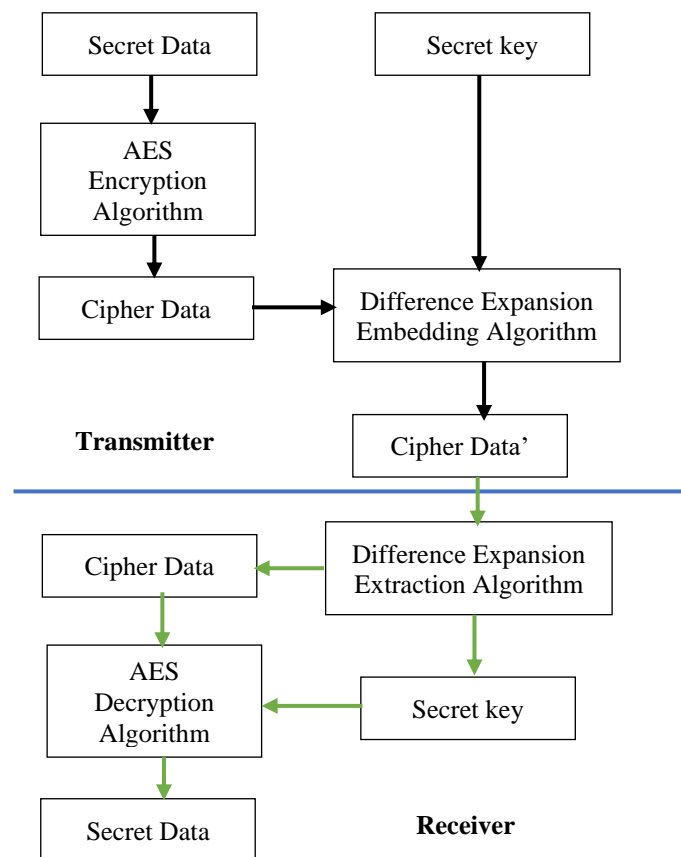 Secret Data
Secret key
AES
Encryption
Algorithm
Cipher Data
Difference Expansion
Embedding Algorithm
Transmitter
Cipher Data’
Cipher Data
Difference Expansion
Extraction Algorithm
AES
Decryption
Algorithm
Secret key
Secret Data
Receiver